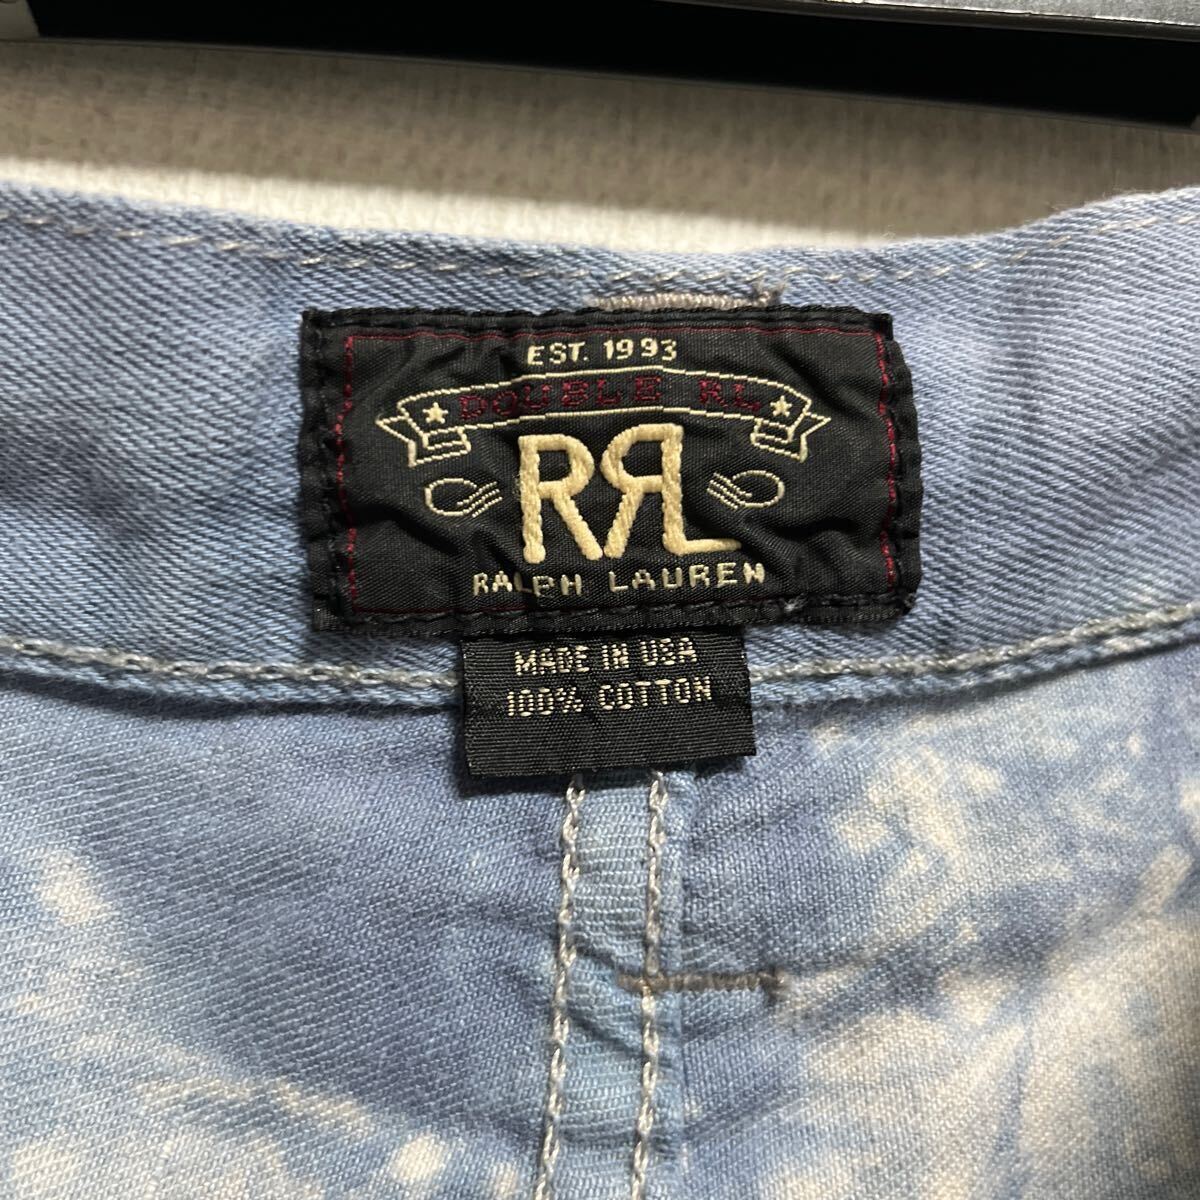 EST. 1993
DOUBLE RL
RRL
RALPH LAUREN
MADE IN USA
100% COTTON